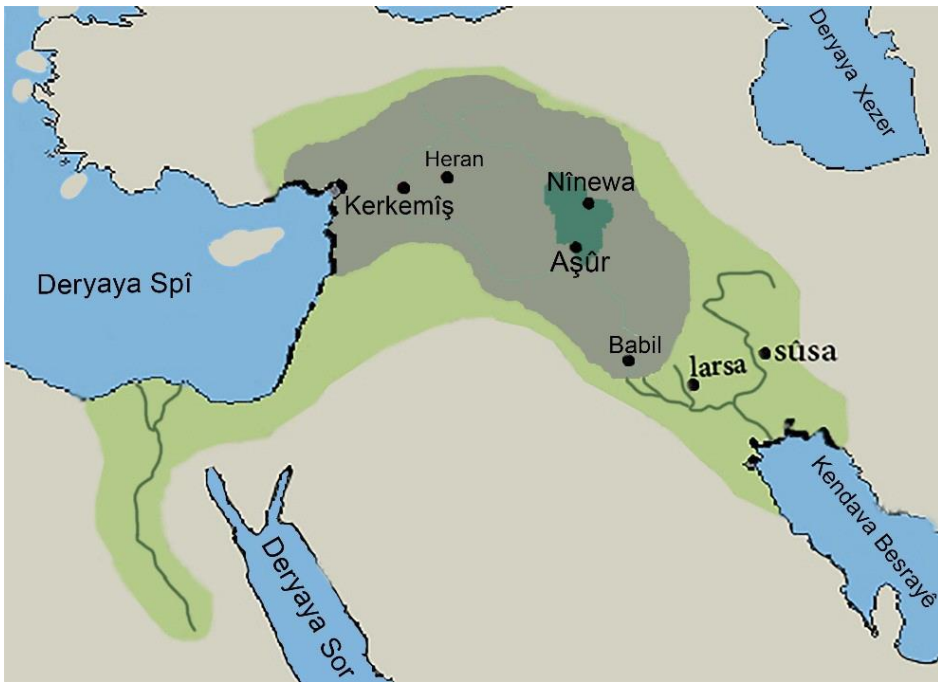 Deryaya Xezer
Heran
Nînewa
Kerkemîş
Aşûr
Deryaya Spî
Babil
sûsa
larsa
Kendava Besrayê
Deryaya Sor